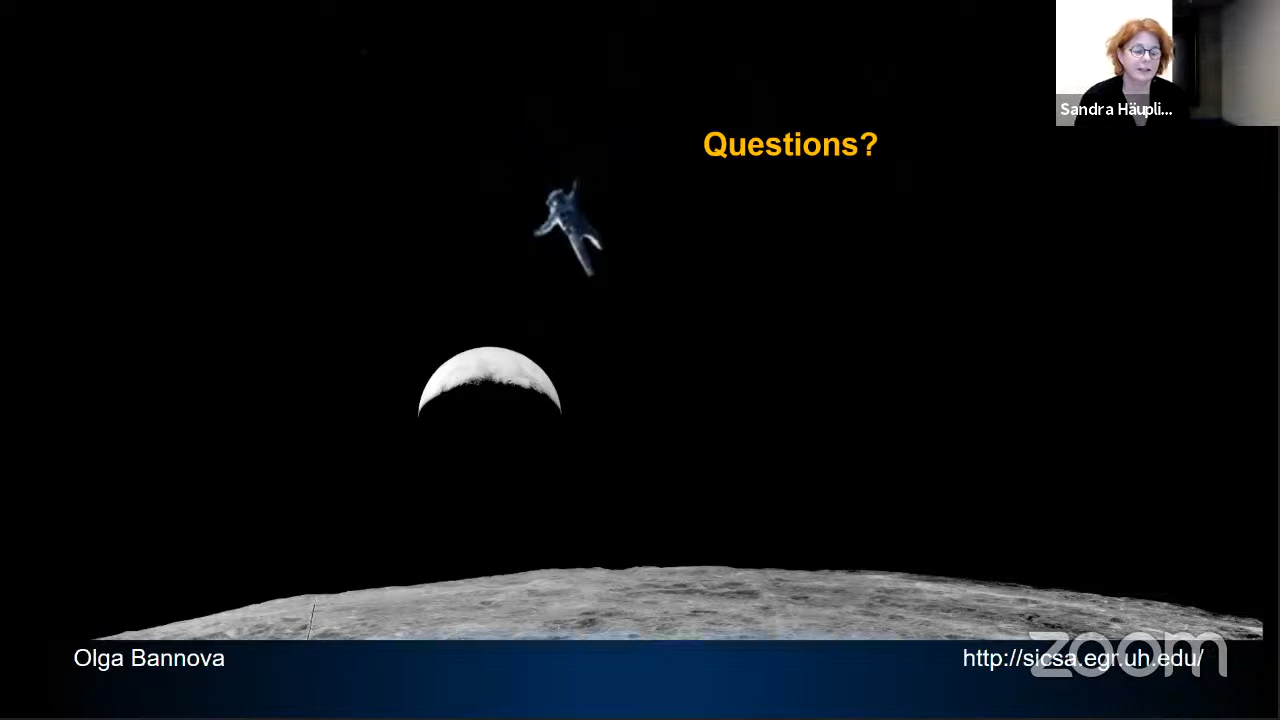 Sandra Häupli...
Questions?
Olga Bannova
http://sicsa.egr.uh.edu/
zoom